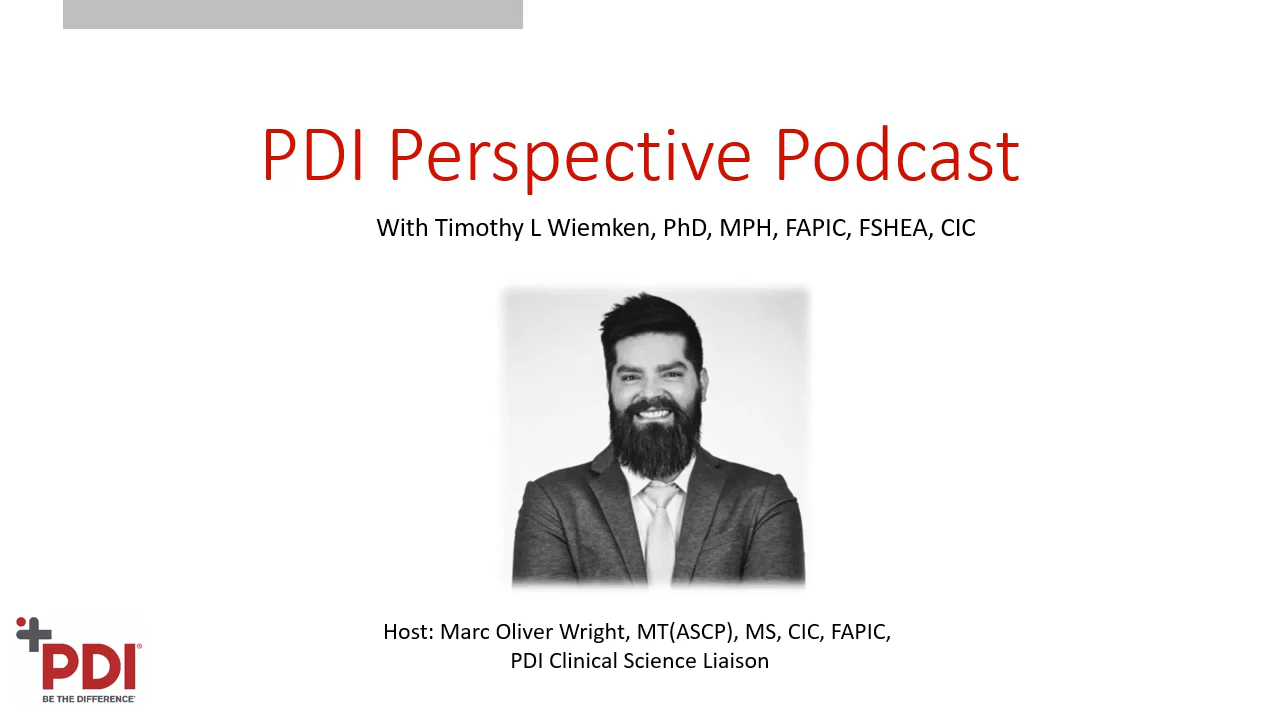 PDI Perspective Podcast
With Timothy L Wiemken, PhD, MPH, FAPIC, FSHEA, CIC
Host: Marc Oliver Wright, MT(ASCP), MS, CIC, FAPIC,
PDI Clinical Science Liaison
PDI®
BE THE DIFFERENCE™